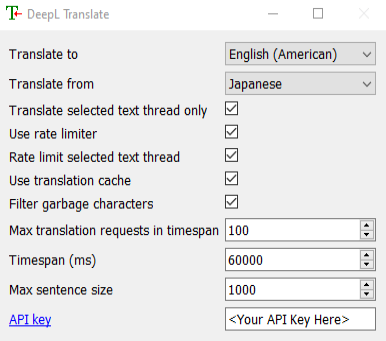 DeepL Translate
Translate to English (American)
Translate from Japanese
Translate selected text thread only
Use rate limiter
Rate limit selected text thread
Use translation cache
Filter garbage characters
Max translation requests in timespan 100
Timespan (ms) 60000
Max sentence size 1000
API key <Your API Key Here>